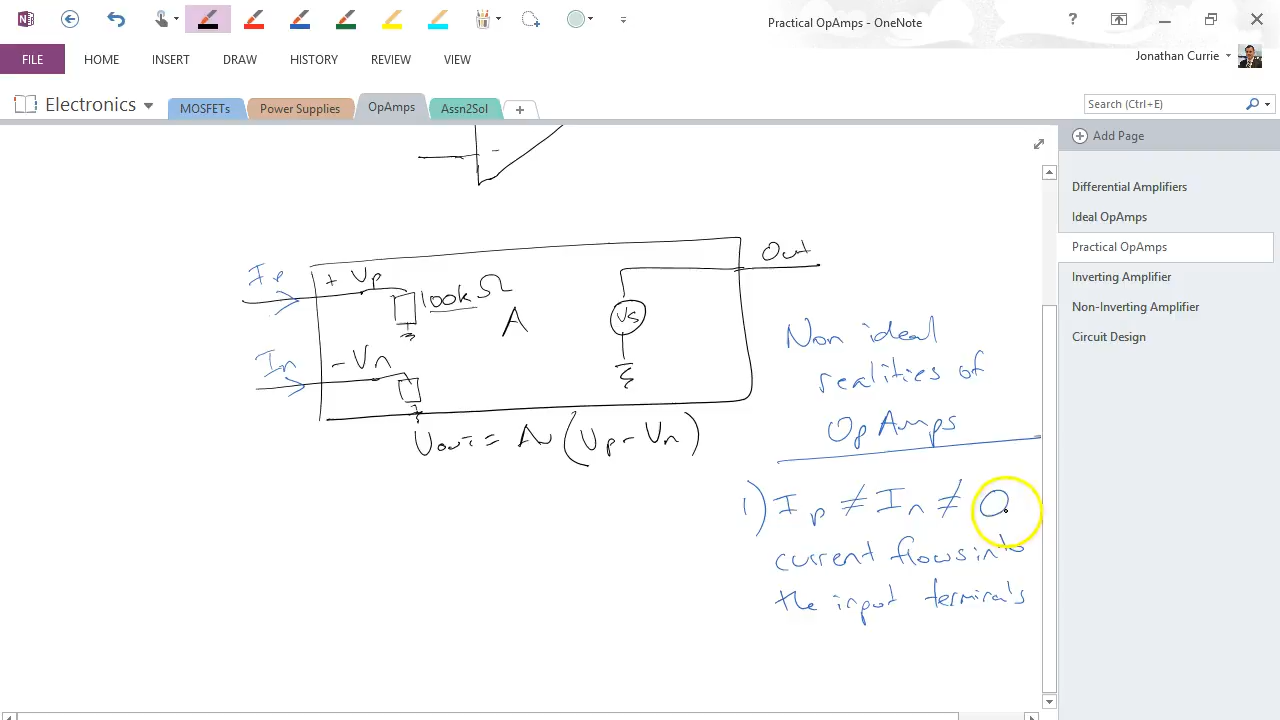 Practical OpAmps - OneNote
?
FILE
HOME
INSERT
DRAW
HISTORY
REVIEW
VIEW
Jonathan Currie
Electronics
MOSFETs
Power Supplies
OpAmps
Assn2Sol
+
Search (Ctrl+E)
Add Page
Differential Amplifiers
Ideal OpAmps
Practical OpAmps
Inverting Amplifier
Non-Inverting Amplifier
Circuit Design
-
Out
Ip
+ Vp
100k Ω
A
Vs
In
- Vn
Vout = Av (Vp - Vn)
Non ideal
realities of
OpAmps
1) Ip ≠ In ≠ 0
current flows into
the input terminals